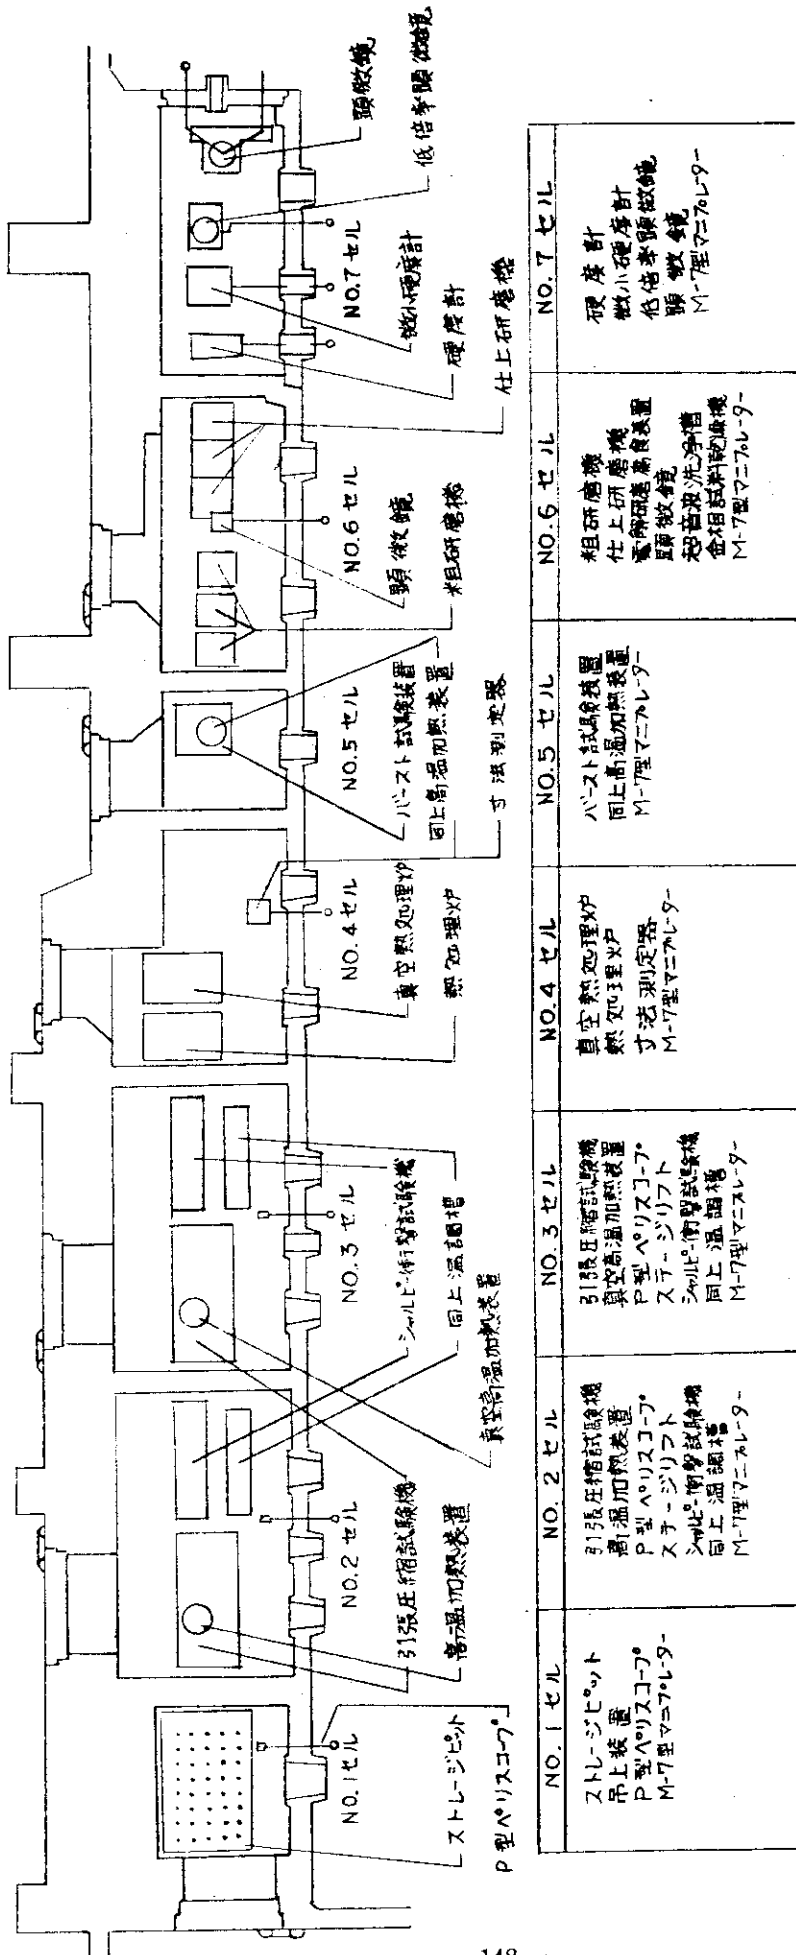 NO.1 セル
NO.2 セル
NO.3 セル
NO.4 セル
NO.5 セル
NO.6 セル
NO.7 セル
ストレージピット
P型ペリスコープ
引張圧縮試験機
高温加熱装置
シャルピー衝撃試験機
同上温調槽
真空高温加熱装置
真空熱処理炉
熱処理炉
寸法測定器
バースト試験装置
同上高温加熱装置
顕微鏡
粗研磨機
仕上研磨機
硬度計
微小硬度計
低倍率顕微鏡
顕微鏡
NO. 1 セル
ストレージピット
吊上装置
P型ペリスコープ
M-7型マニプレーター
NO. 2 セル
引張圧縮試験機
高温加熱装置
P型ペリスコープ
ステージリフト
シャルピー衝撃試験機
同上温調槽
M-7型マニプレーター
NO. 3 セル
引張圧縮試験機
真空高温加熱装置
P型ペリスコープ
ステージリフト
シャルピー衝撃試験機
同上温調槽
M-7型マニプレーター
NO. 4 セル
真空熱処理炉
熱処理炉
寸法測定器
M-7型マニプレーター
NO. 5 セル
バースト試験装置
同上高温加熱装置
M-7型マニプレーター
NO. 6 セル
粗研磨機
仕上研磨機
電解研磨腐食装置
顕微鏡
超音波洗浄槽
金相試料乾燥機
M-7型マニプレーター
NO. 7 セル
硬度計
微小硬度計
低倍率顕微鏡
顕微鏡
M-7型マニプレーター
148